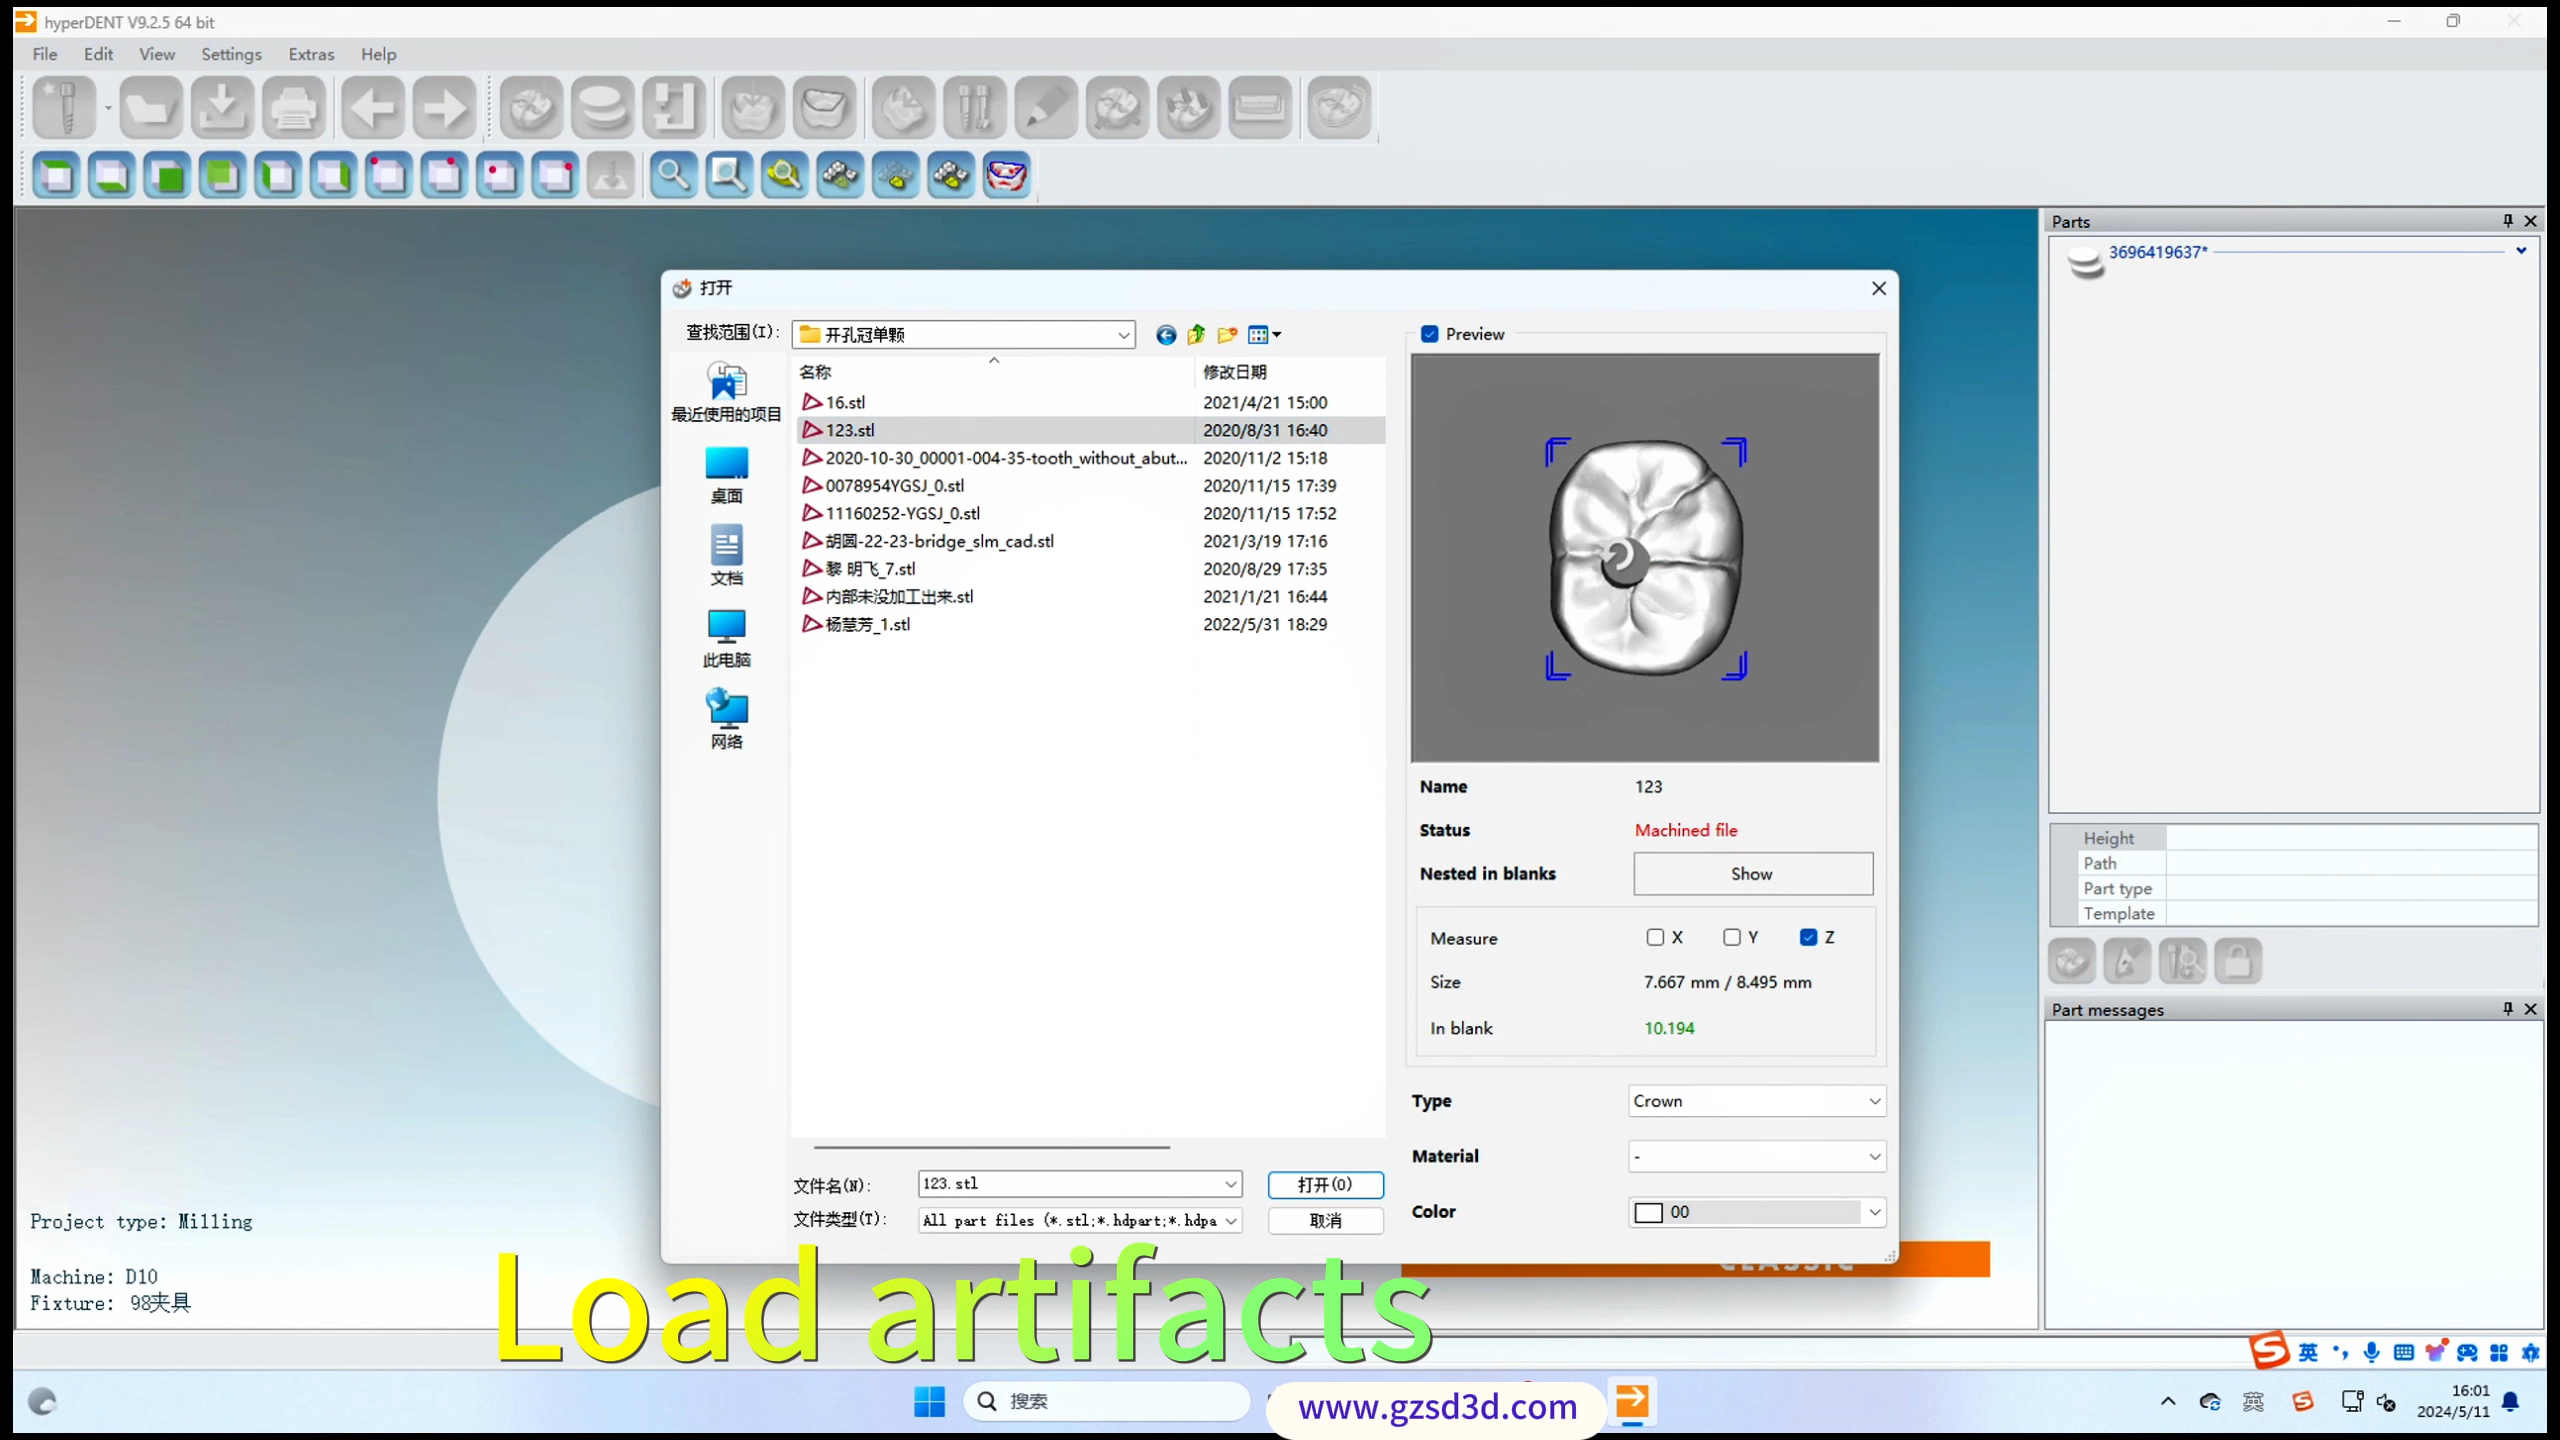 hyperDENT V9.2.5 64 bit
File Edit View Settings Extras Help
Parts
3696419637*
打开
查找范围(I): 开孔冠单颗
Preview
最近使用的项目
桌面
文档
此电脑
网络
名称 修改日期
16.stl 2021/4/21 15:00
123.stl 2020/8/31 16:40
2020-10-30_00001-004-35-tooth_without_abut... 2020/11/2 15:18
0078954YGSJ_0.stl 2020/11/15 17:39
11160252-YGSJ_0.stl 2020/11/15 17:52
胡圆-22-23-bridge_slm_cad.stl 2021/3/19 17:16
黎 明飞_7.stl 2020/8/29 17:35
内部未没加工出来.stl 2021/1/21 16:44
杨慧芳_1.stl 2022/5/31 18:29
Name 123
Status Machined file
Nested in blanks Show
Measure X Y Z
Size 7.667 mm / 8.495 mm
In blank 10.194
Type Crown
Material -
Color 00
文件名(N): 123.stl 打开(O)
文件类型(T): All part files (*.stl;*.hdpart;*.hdpa 取消
Height
Path
Part type
Template
Part messages
Project type: Milling
Machine: D10
Fixture: 98夹具
CLASSIC
Load artifacts
英
搜索
www.gzsd3d.com
英
16:01
2024/5/11